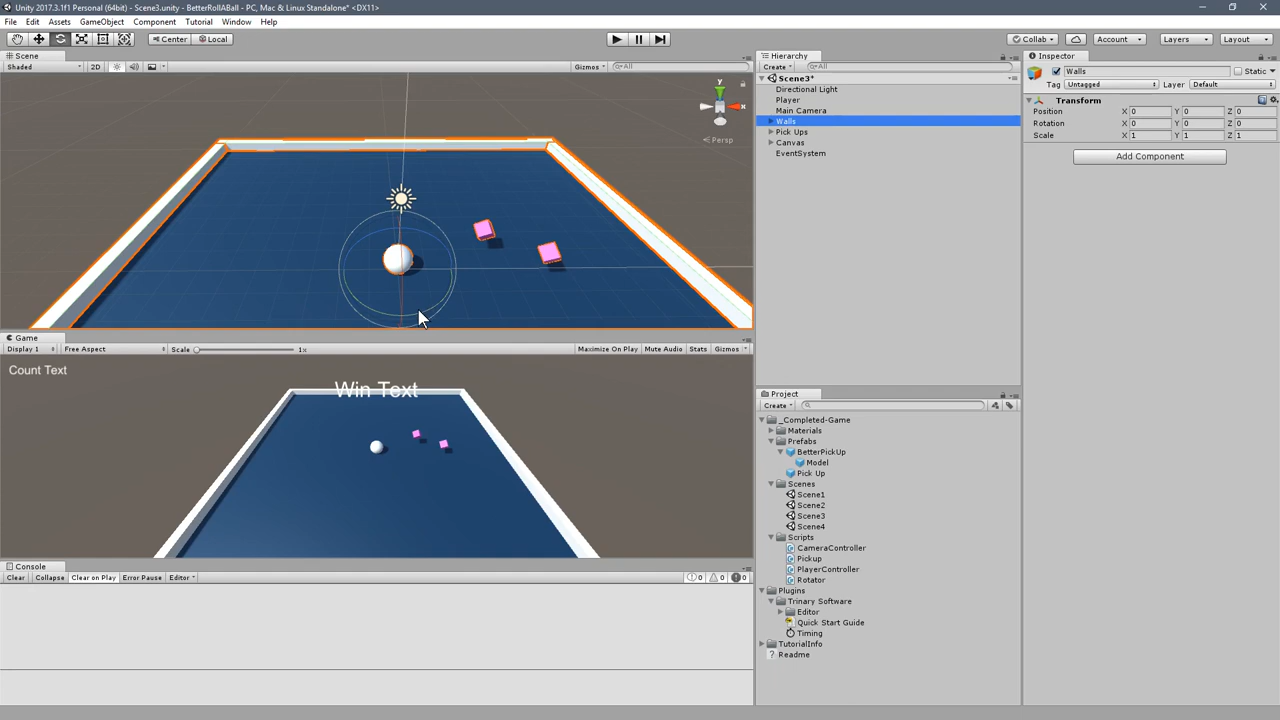 Unity 2017.3.1f1 Personal (64bit) - Scene3.unity - BetterRollABall - PC, Mac & Linux Standalone* <DX11>
File Edit Assets GameObject Component Tutorial Window Help
Center Local Collab Account Layers Layout
Scene
Shaded 2D Gizmos All
y
x
Persp
Game
Display 1 Free Aspect Scale 1x Maximize On Play Mute Audio Stats Gizmos
Count Text
Win Text
Console
Clear Collapse Clear on Play Error Pause Editor 0 0 0
Hierarchy
Create All
Scene3*
Directional Light
Player
Main Camera
Walls
Pick Ups
Canvas
EventSystem
Project
Create
_Completed-Game
Materials
Prefabs
BetterPickUp
Model
Pick Up
Scenes
Scene1
Scene2
Scene3
Scene4
Scripts
CameraController
Pickup
PlayerController
Rotator
Plugins
Trinary Software
Editor
Quick Start Guide
Timing
TutorialInfo
Readme
Inspector
Walls Static
Tag Untagged Layer Default
Transform
Position X 0 Y 0 Z 0
Rotation X 0 Y 0 Z 0
Scale X 1 Y 1 Z 1
Add Component